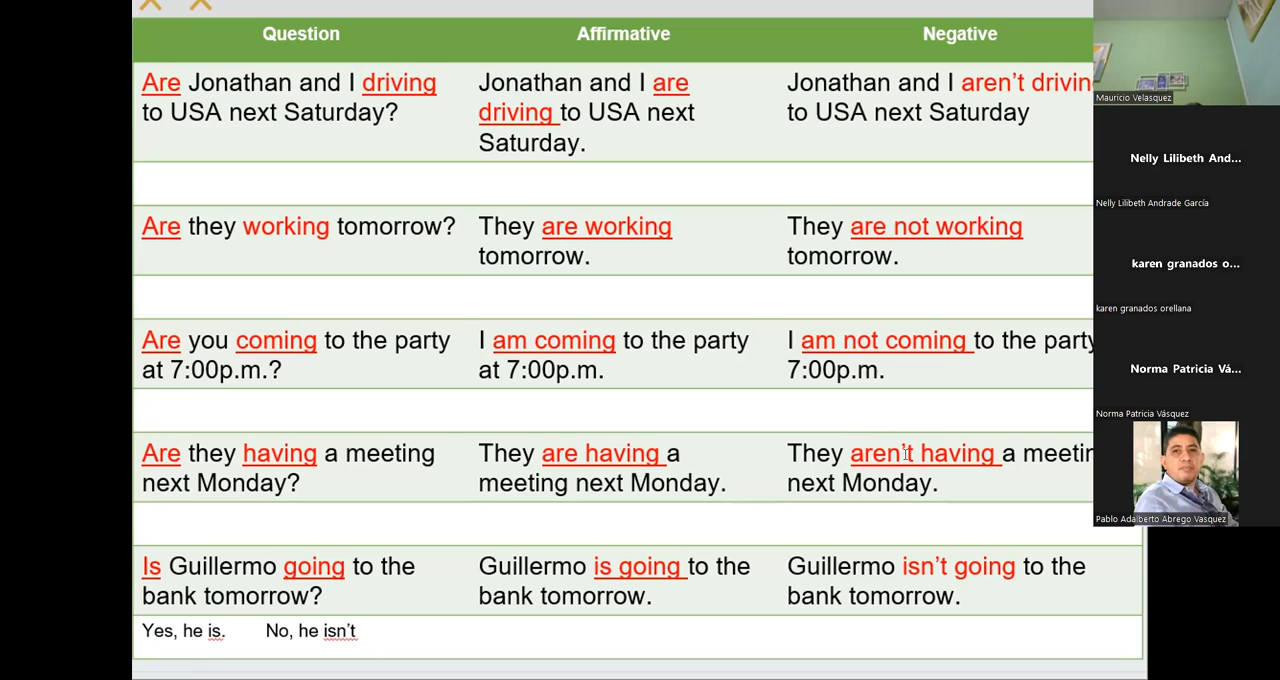 Question Affirmative Negative
Are Jonathan and I driving
to USA next Saturday?
Jonathan and I are
driving to USA next
Saturday.
Jonathan and I aren’t drivin
to USA next Saturday
Are they working tomorrow?
They are working
tomorrow.
They are not working
tomorrow.
Are you coming to the party
at 7:00p.m.?
I am coming to the party
at 7:00p.m.
I am not coming to the party
7:00p.m.
Are they having a meeting
next Monday?
They are having a
meeting next Monday.
They aren’t having a meetin
next Monday.
Is Guillermo going to the
bank tomorrow?
Guillermo is going to the
bank tomorrow.
Guillermo isn’t going to the
bank tomorrow.
Yes, he is. No, he isn’t
Mauricio Velasquez
Nelly Lilibeth And...
Nelly Lilibeth Andrade García
karen granados o...
karen granados orellana
Norma Patricia Vá...
Norma Patricia Vásquez
Pablo Adalberto Abrego Vasquez